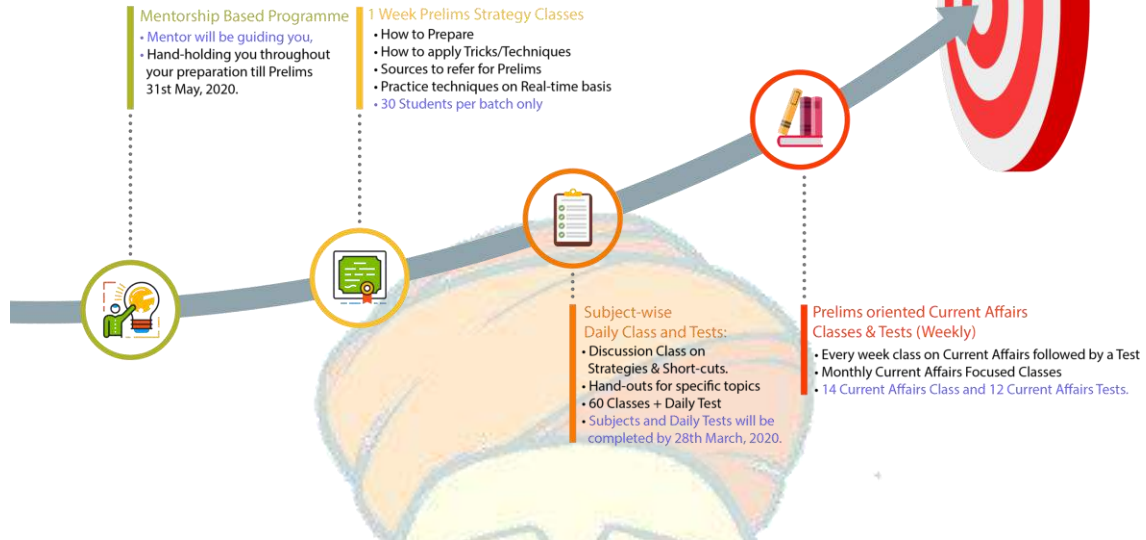 Mentorship Based Programme
• Mentor will be guiding you,
• Hand-holding you throughout
your preparation till Prelims
31st May, 2020.
1 Week Prelims Strategy Classes
• How to Prepare
• How to apply Tricks/Techniques
• Sources to refer for Prelims
• Practice techniques on Real-time basis
• 30 Students per batch only
Subject-wise
Daily Class and Tests:
• Discussion Class on
Strategies & Short-cuts.
• Hand-outs for specific topics
• 60 Classes + Daily Test
• Subjects and Daily Tests will be
completed by 28th March, 2020.
Prelims oriented Current Affairs
Classes & Tests (Weekly)
• Every week class on Current Affairs followed by a Test
• Monthly Current Affairs Focused Classes
• 14 Current Affairs Class and 12 Current Affairs Tests.